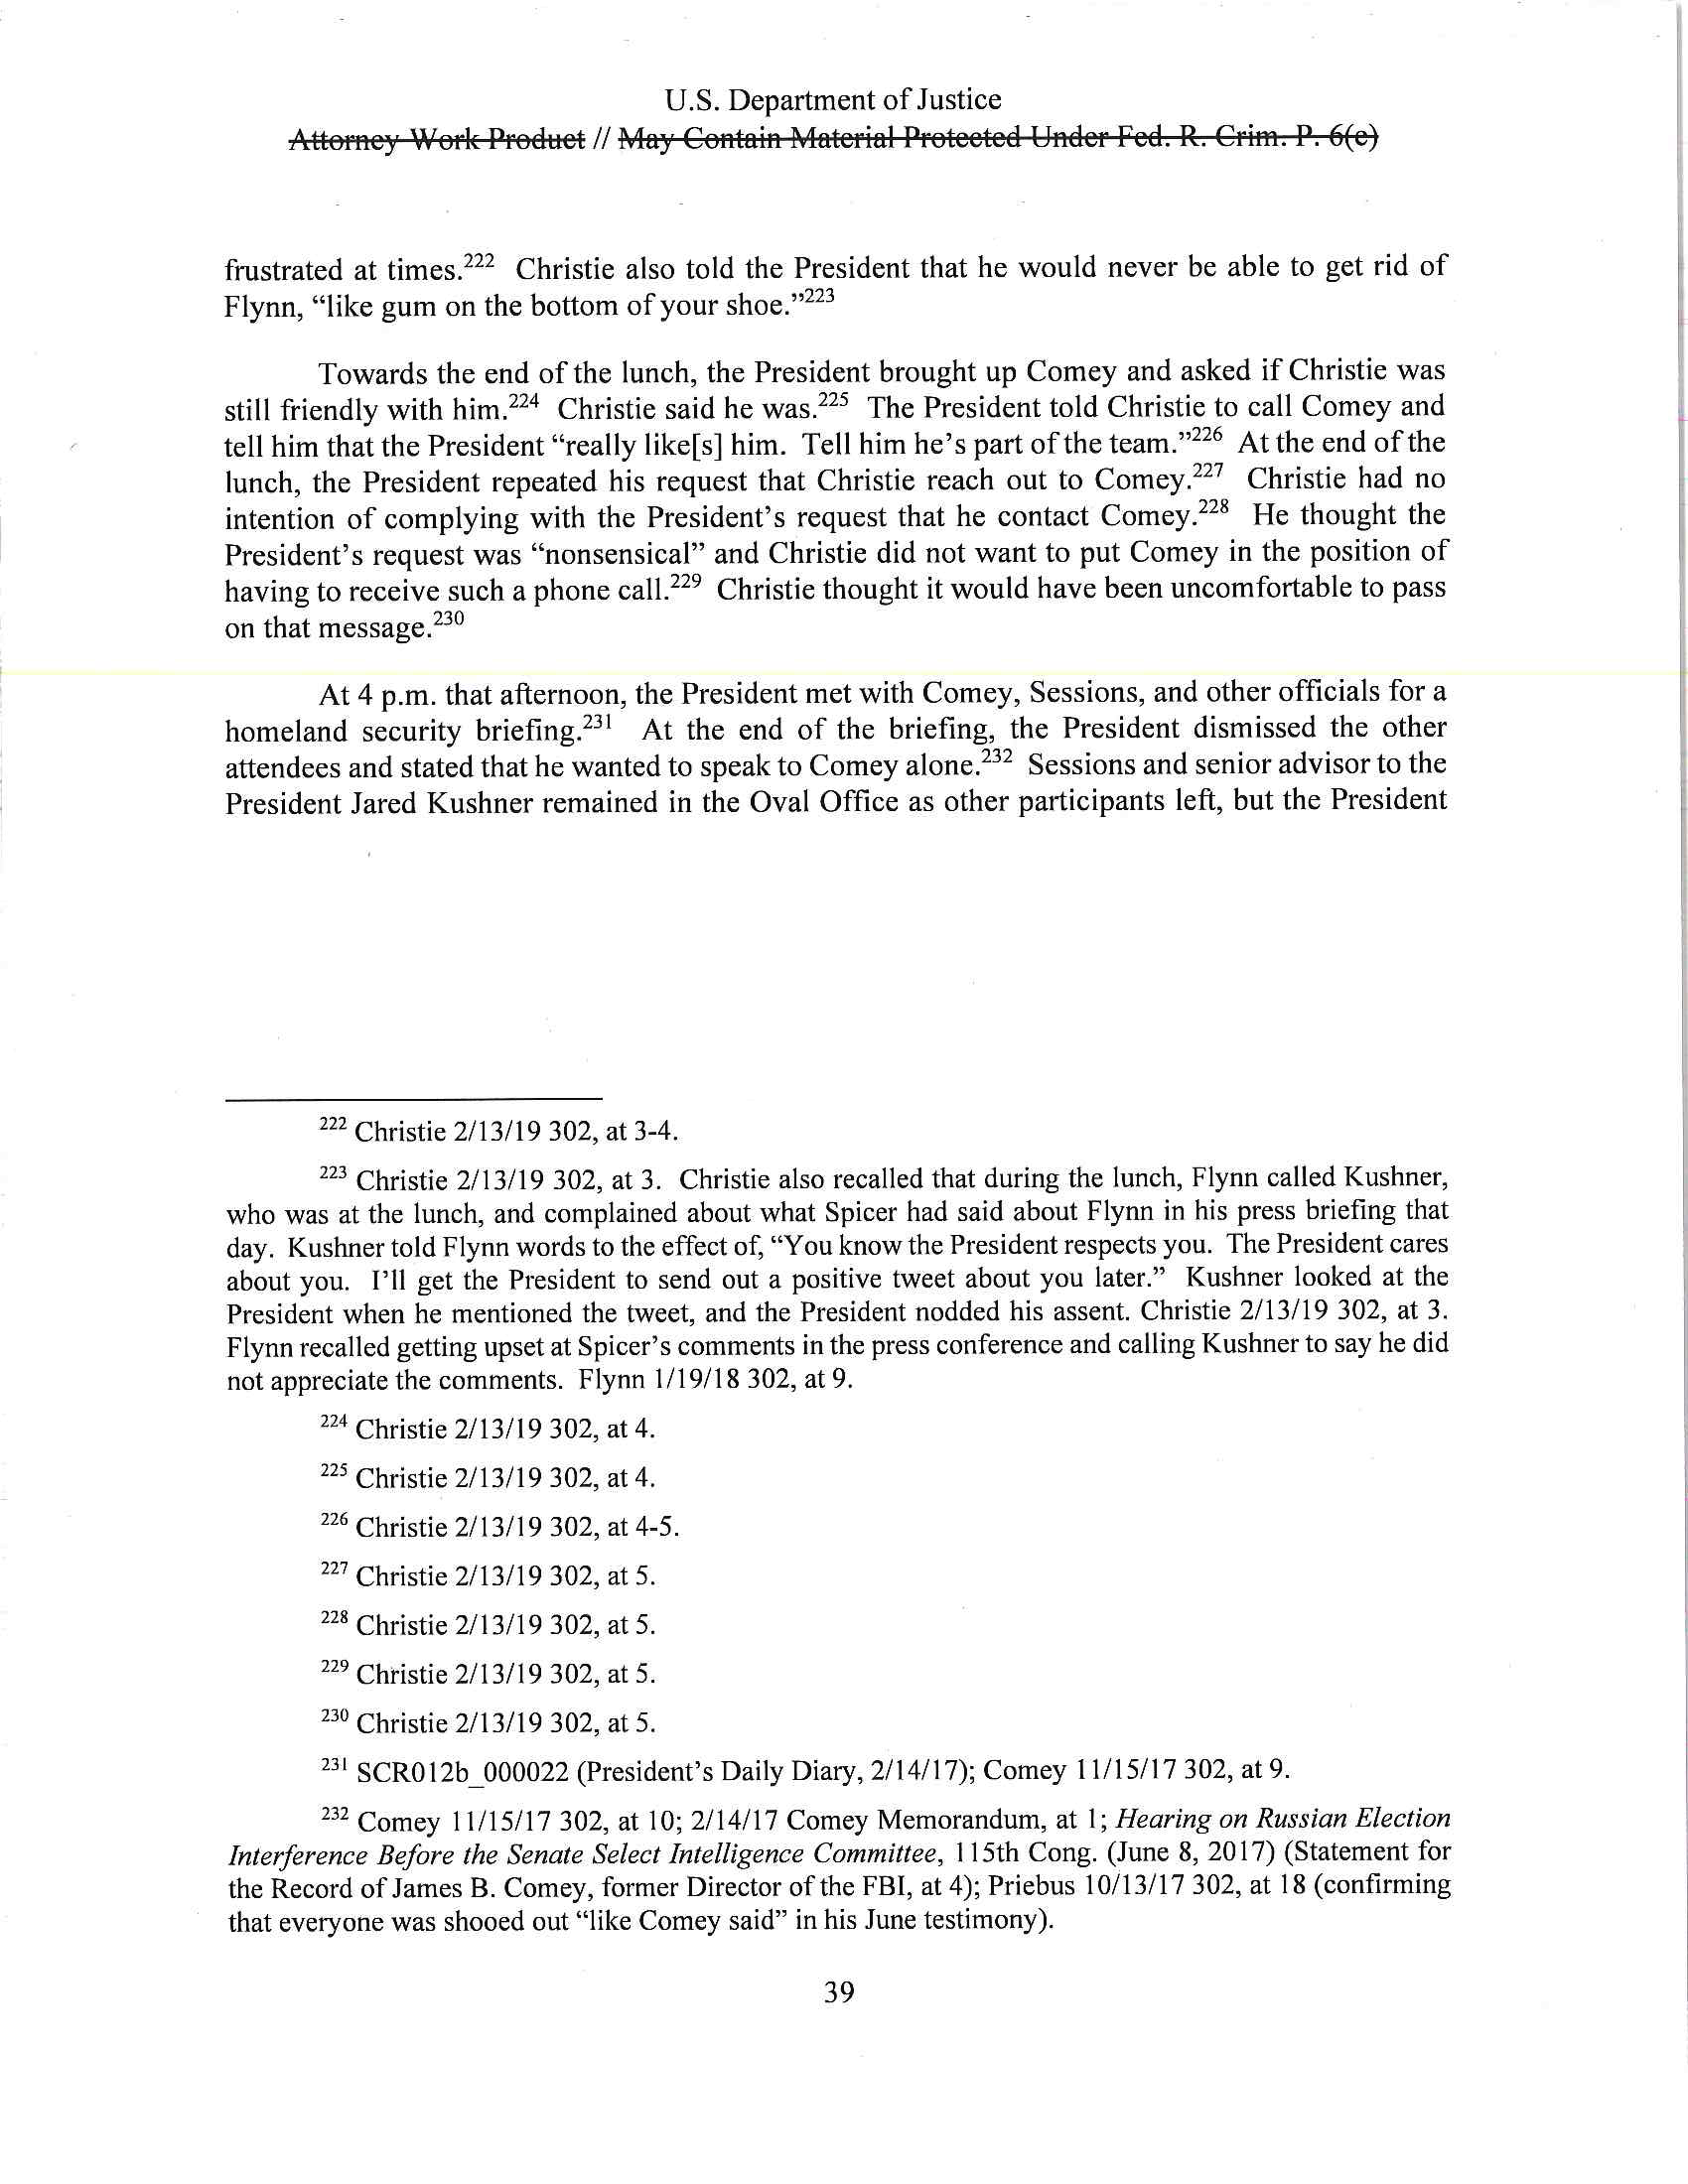 U.S. Department of Justice
Attorney Work Product // May Contain Material Protected Under Fed. R. Crim. P. 6(e)
frustrated at times.222 Christie also told the President that he would never be able to get rid of
Flynn, “like gum on the bottom of your shoe.”223
Towards the end of the lunch, the President brought up Comey and asked if Christie was
still friendly with him.224 Christie said he was.225 The President told Christie to call Comey and
tell him that the President “really like[s] him. Tell him he’s part of the team.”226 At the end of the
lunch, the President repeated his request that Christie reach out to Comey.227 Christie had no
intention of complying with the President’s request that he contact Comey.228 He thought the
President’s request was “nonsensical” and Christie did not want to put Comey in the position of
having to receive such a phone call.229 Christie thought it would have been uncomfortable to pass
on that message.230
At 4 p.m. that afternoon, the President met with Comey, Sessions, and other officials for a
homeland security briefing.231 At the end of the briefing, the President dismissed the other
attendees and stated that he wanted to speak to Comey alone.232 Sessions and senior advisor to the
President Jared Kushner remained in the Oval Office as other participants left, but the President
222 Christie 2/13/19 302, at 3-4.
223 Christie 2/13/19 302, at 3. Christie also recalled that during the lunch, Flynn called Kushner,
who was at the lunch, and complained about what Spicer had said about Flynn in his press briefing that
day. Kushner told Flynn words to the effect of, “You know the President respects you. The President cares
about you. I’ll get the President to send out a positive tweet about you later.” Kushner looked at the
President when he mentioned the tweet, and the President nodded his assent. Christie 2/13/19 302, at 3.
Flynn recalled getting upset at Spicer’s comments in the press conference and calling Kushner to say he did
not appreciate the comments. Flynn 1/19/18 302, at 9.
224 Christie 2/13/19 302, at 4.
225 Christie 2/13/19 302, at 4.
226 Christie 2/13/19 302, at 4-5.
227 Christie 2/13/19 302, at 5.
228 Christie 2/13/19 302, at 5.
229 Christie 2/13/19 302, at 5.
230 Christie 2/13/19 302, at 5.
231 SCR012b_000022 (President’s Daily Diary, 2/14/17); Comey 11/15/17 302, at 9.
232 Comey 11/15/17 302, at 10; 2/14/17 Comey Memorandum, at 1; Hearing on Russian Election
Interference Before the Senate Select Intelligence Committee, 115th Cong. (June 8, 2017) (Statement for
the Record of James B. Comey, former Director of the FBI, at 4); Priebus 10/13/17 302, at 18 (confirming
that everyone was shooed out “like Comey said” in his June testimony).
39